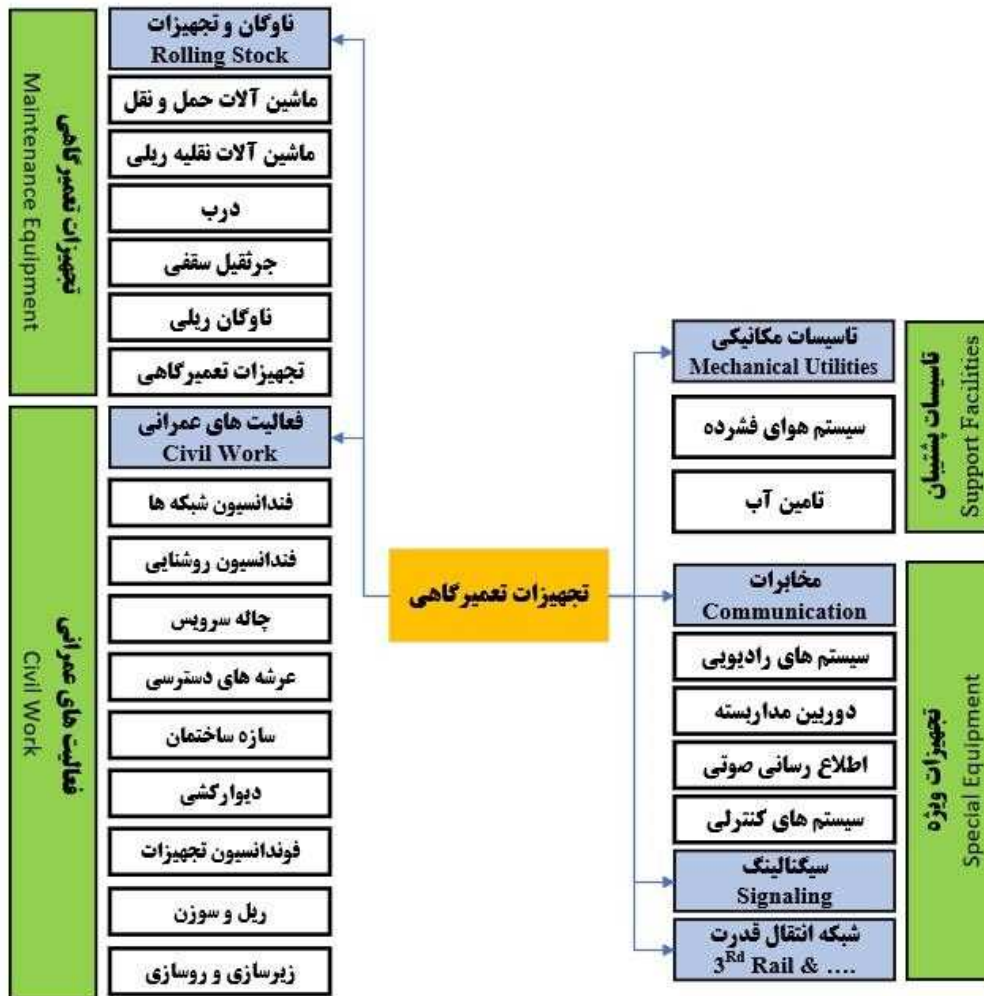 ناوگان و تجهیزات
Rolling Stock
ماشین آلات حمل و نقل
ماشین آلات نقلیه ریلی
درب
جرثقیل سقفی
ناوگان ریلی
تجهیزات تعمیرگاهی
تجهیزات تعمیرگاهی
Maintenance Equipment
فعالیت های عمرانی
Civil Work
فندانسیون شبکه ها
فندانسیون روشنایی
چاله سرویس
عرشه های دسترسی
سازه ساختمان
دیوارکشی
فوندانسیون تجهیزات
ریل و سوزن
زیرسازی و روسازی
فعالیت های عمرانی
Civil Work
تجهیزات تعمیرگاهی
تاسیسات مکانیکی
Mechanical Utilities
سیستم هوای فشرده
تامین آب
تاسیسات پشتیبان
Support Facilities
مخابرات
Communication
سیستم های رادیویی
دوربین مداربسته
اطلاع رسانی صوتی
سیستم های کنترلی
سیگنالینگ
Signaling
شبکه انتقال قدرت
3Rd Rail & ....
تجهیزات ویژه
Special Equipment